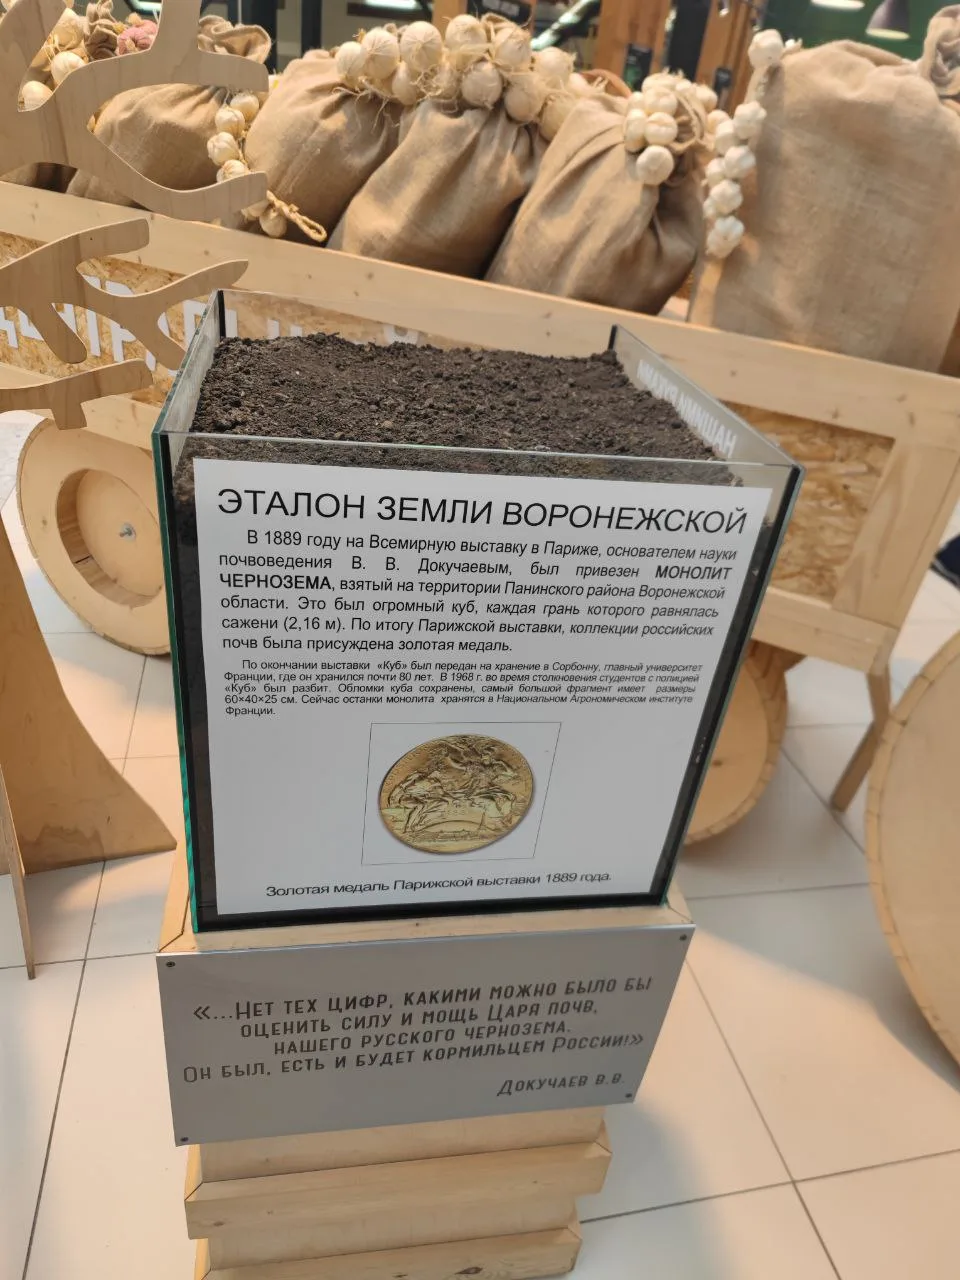 ЭТАЛОН ЗЕМЛИ ВОРОНЕЖСКОЙ
В 1889 году на Всемирную выставку в Париже, основателем науки
почвоведения В. В. Докучаевым, был привезен МОНОЛИТ
ЧЕРНОЗЕМА, взятый на территории Панинского района Воронежской
области. Это был огромный куб, каждая грань которого равнялась
сажени (2,16 м). По итогу Парижской выставки, коллекции российских
почв была присуждена золотая медаль.
По окончании выставки «Куб» был передан на хранение в Сорбонну, главный университет
Франции, где он хранился почти 80 лет. В 1968 г. во время столкновения студентов с полицией
«Куб» был разбит. Обломки куба сохранены, самый большой фрагмент имеет размеры
60×40×25 см. Сейчас останки монолита хранятся в Национальном Агрономическом институте
Франции.
Золотая медаль Парижской выставки 1889 года.
«...Нет тех цифр, какими можно было бы
оценить силу и мощь Царя почв,
нашего русского чернозема.
Он был, есть и будет кормильцем России!»
Докучаев В.В.